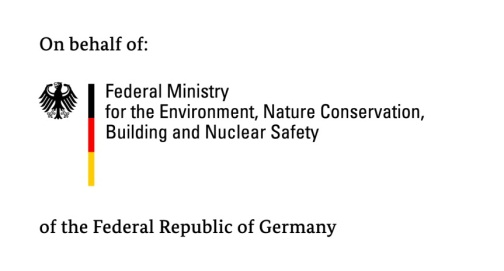 On behalf of:
Federal Ministry
for the Environment, Nature Conservation,
Building and Nuclear Safety
of the Federal Republic of Germany